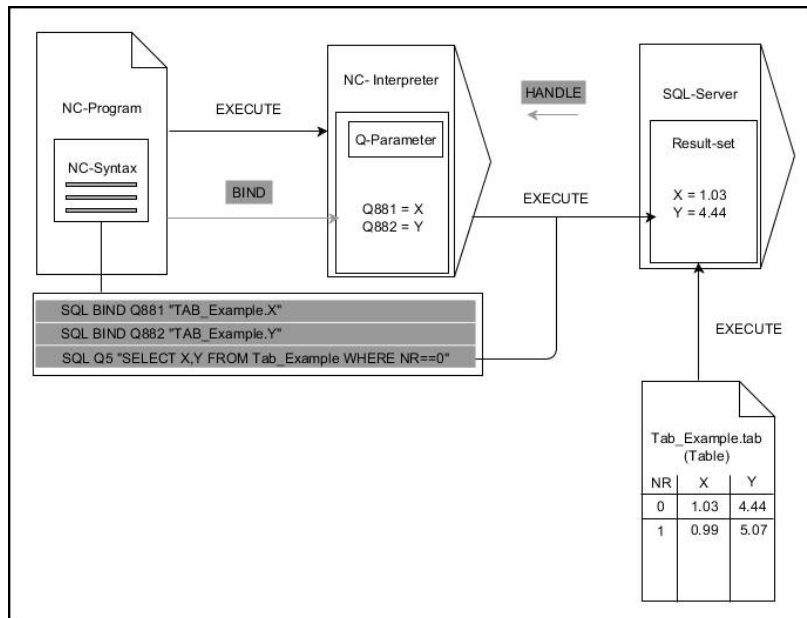 NC-Program
NC-Syntax
EXECUTE
BIND
NC- Interpreter
Q-Parameter
Q881 = X
Q882 = Y
HANDLE
EXECUTE
SQL-Server
Result-set
X = 1.03
Y = 4.44
EXECUTE
SQL BIND Q881 "TAB_Example.X"
SQL BIND Q882 "TAB_Example.Y"
SQL Q5 "SELECT X,Y FROM Tab_Example WHERE NR==0"
Tab_Example.tab
(Table)
NR X Y
0 1.03 4.44
1 0.99 5.07